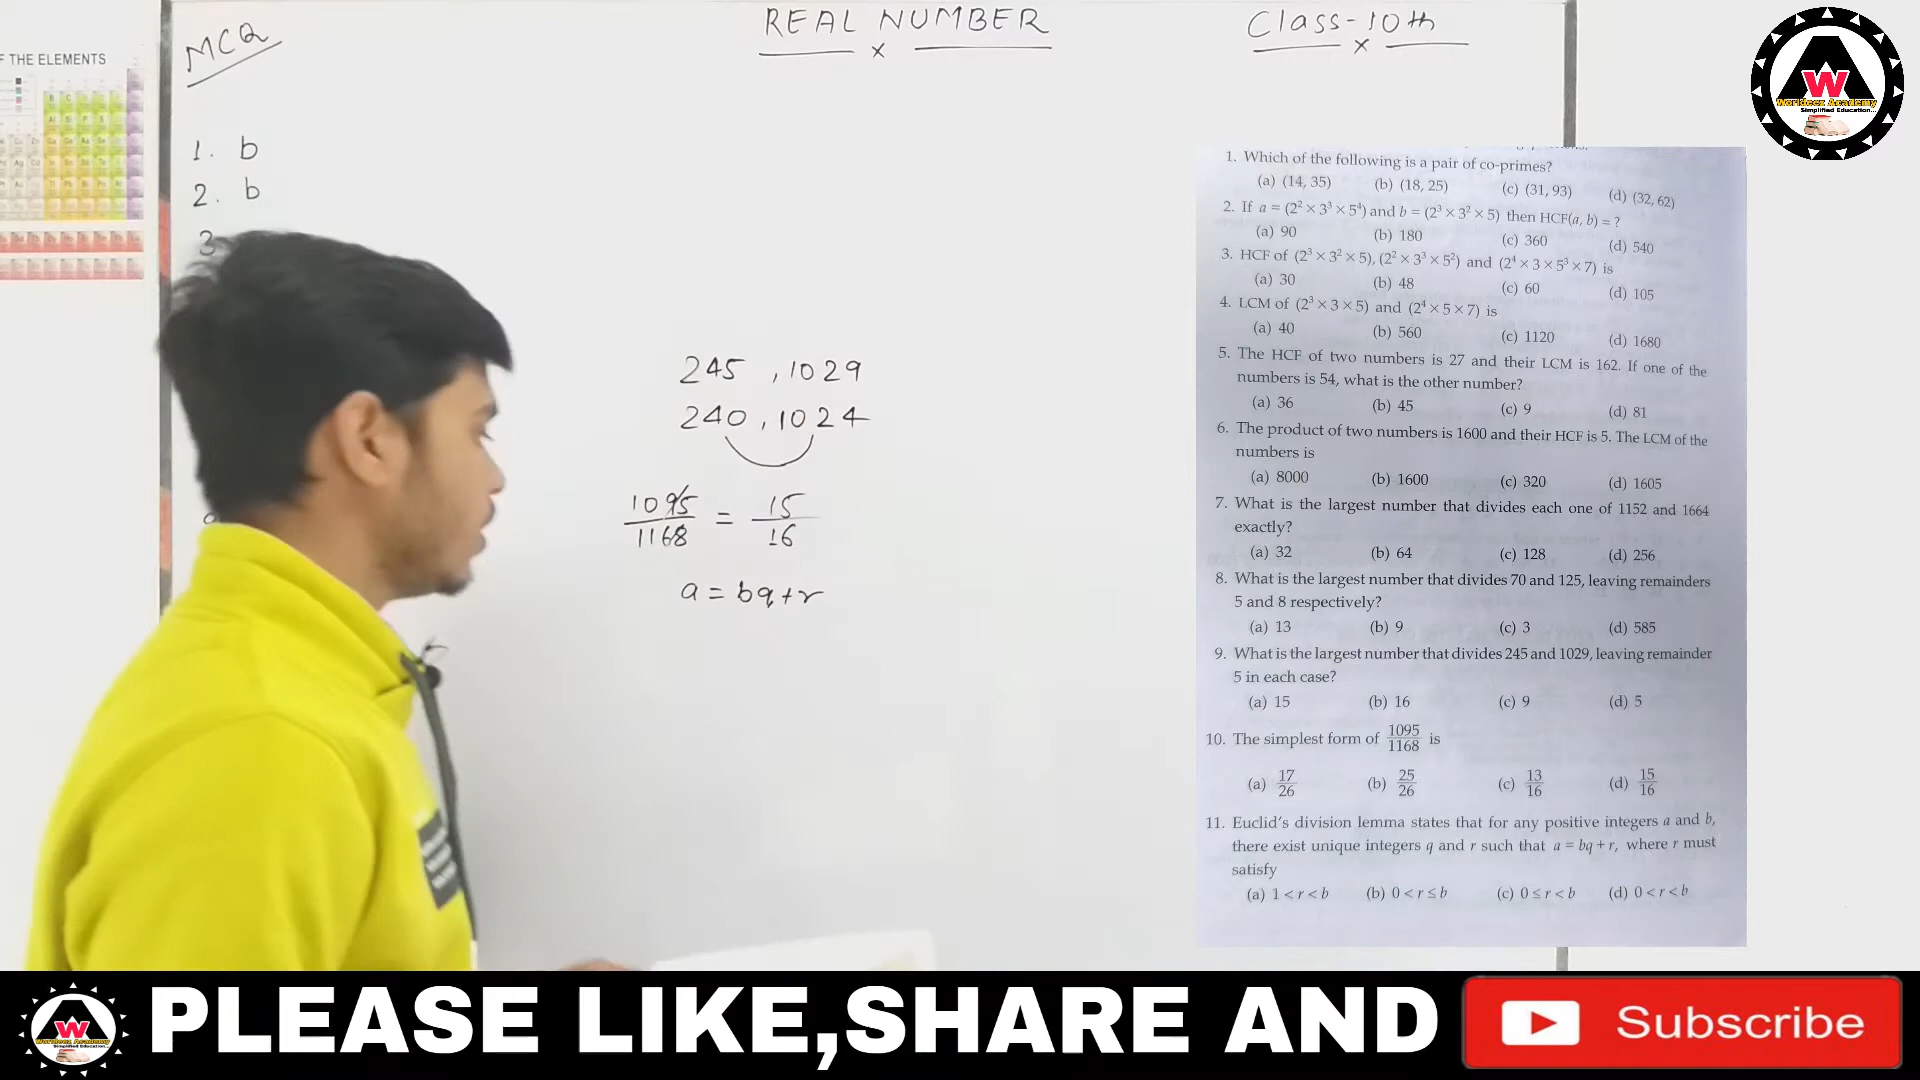 REAL NUMBER
Class-10th
MCQ
F THE ELEMENTS
1. b
2. b
3.
245 , 1029
240 , 1024
1095/1168 = 15/16
a = bq + r
W
Worldeez Academy
Simplified Education...
1. Which of the following is a pair of co-primes?
(a) (14, 35) (b) (18, 25) (c) (31, 93) (d) (32, 62)
2. If a = (2² × 3³ × 5⁴) and b = (2³ × 3² × 5) then HCF(a, b) = ?
(a) 90 (b) 180 (c) 360 (d) 540
3. HCF of (2³ × 3² × 5), (2² × 3³ × 5²) and (2⁴ × 3 × 5³ × 7) is
(a) 30 (b) 48 (c) 60 (d) 105
4. LCM of (2³ × 3 × 5) and (2⁴ × 5 × 7) is
(a) 40 (b) 560 (c) 1120 (d) 1680
5. The HCF of two numbers is 27 and their LCM is 162. If one of the
numbers is 54, what is the other number?
(a) 36 (b) 45 (c) 9 (d) 81
6. The product of two numbers is 1600 and their HCF is 5. The LCM of the
numbers is
(a) 8000 (b) 1600 (c) 320 (d) 1605
7. What is the largest number that divides each one of 1152 and 1664
exactly?
(a) 32 (b) 64 (c) 128 (d) 256
8. What is the largest number that divides 70 and 125, leaving remainders
5 and 8 respectively?
(a) 13 (b) 9 (c) 3 (d) 585
9. What is the largest number that divides 245 and 1029, leaving remainder
5 in each case?
(a) 15 (b) 16 (c) 9 (d) 5
10. The simplest form of 1095/1168 is
(a) 17/26 (b) 25/26 (c) 13/16 (d) 15/16
11. Euclid's division lemma states that for any positive integers a and b,
there exist unique integers q and r such that a = bq + r, where r must
satisfy
(a) 1 < r < b (b) 0 < r ≤ b (c) 0 ≤ r < b (d) 0 < r < b
W
Worldeez Academy
Simplified Education...
PLEASE LIKE,SHARE AND
Subscribe